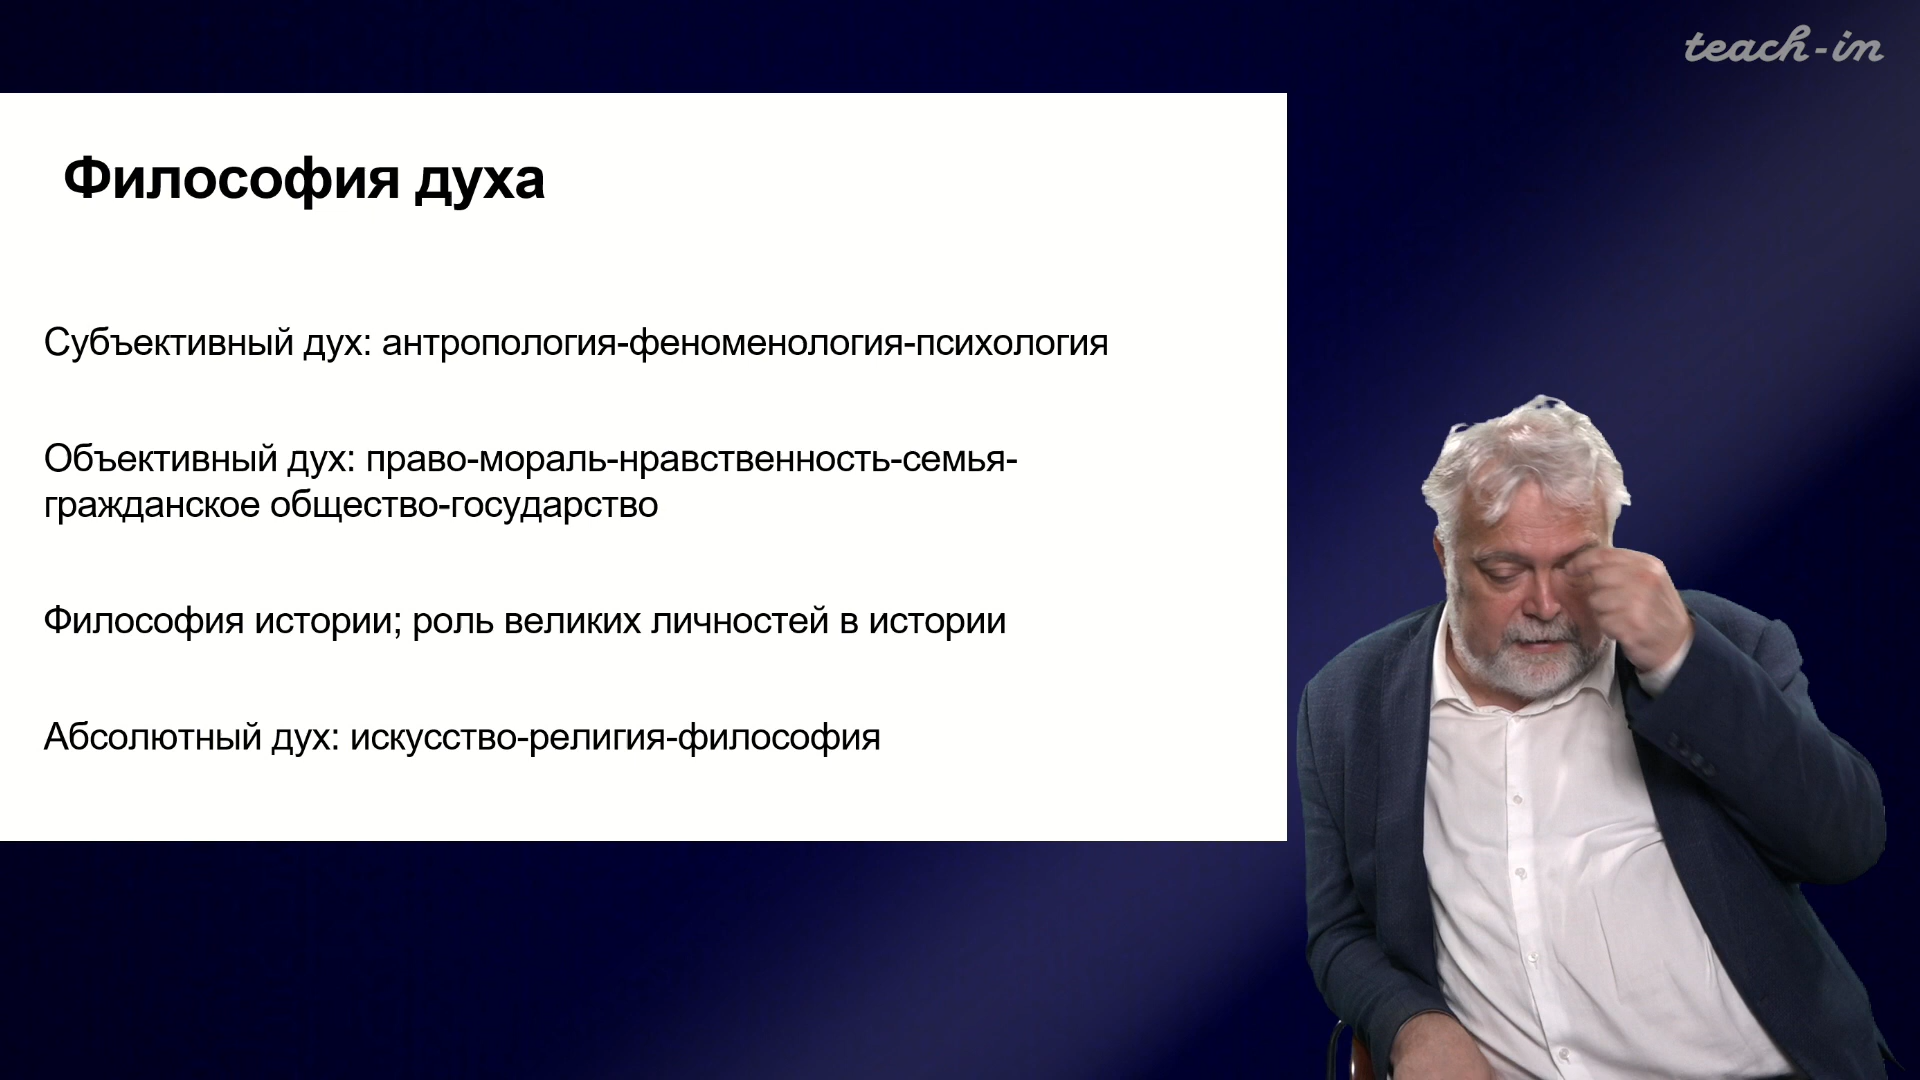 teach-in
Философия духа
Субъективный дух: антропология-феноменология-психология
Объективный дух: право-мораль-нравственность-семья-
гражданское общество-государство
Философия истории; роль великих личностей в истории
Абсолютный дух: искусство-религия-философия